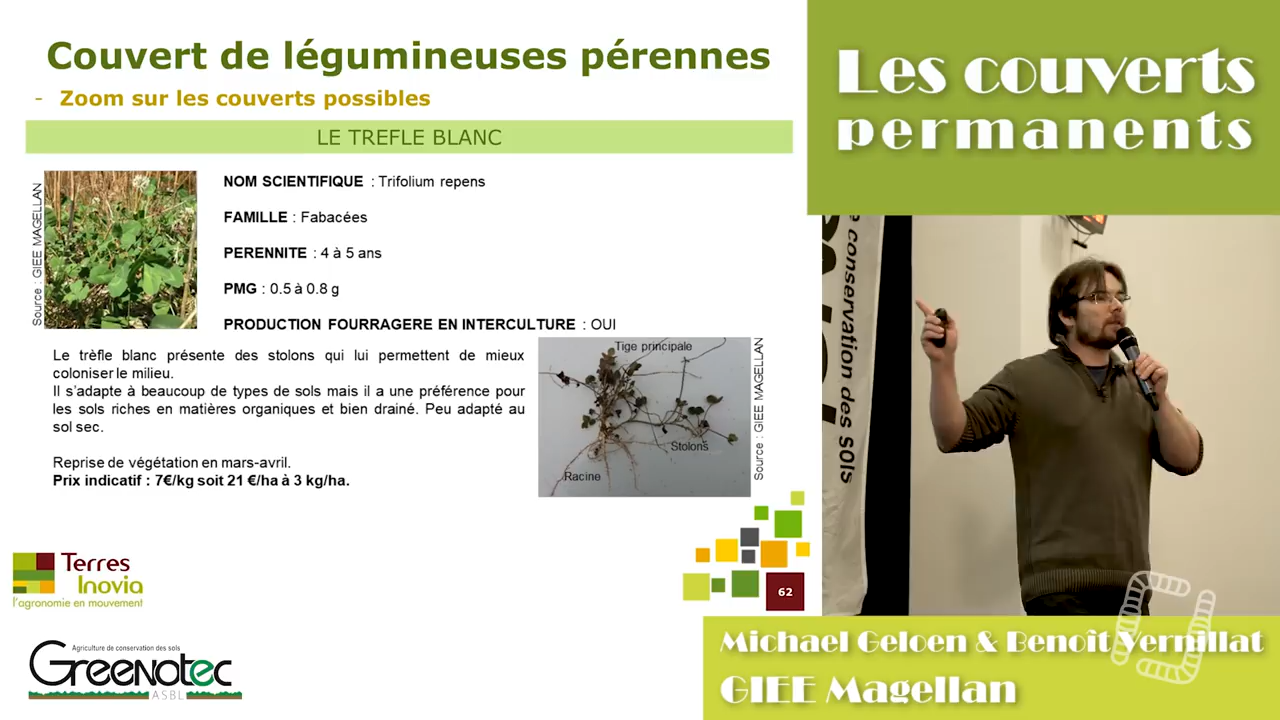 Couvert de légumineuses pérennes
- Zoom sur les couverts possibles
LE TREFLE BLANC
Source : GIEE MAGELLAN
NOM SCIENTIFIQUE : Trifolium repens
FAMILLE : Fabacées
PERENNITE : 4 à 5 ans
PMG : 0.5 à 0.8 g
PRODUCTION FOURRAGERE EN INTERCULTURE : OUI
Le trèfle blanc présente des stolons qui lui permettent de mieux
coloniser le milieu.
Il s'adapte à beaucoup de types de sols mais il a une préférence pour
les sols riches en matières organiques et bien drainé. Peu adapté au
sol sec.
Reprise de végétation en mars-avril.
Prix indicatif : 7€/kg soit 21 €/ha à 3 kg/ha.
Tige principale
Stolons
Racine
Source : GIEE MAGELLAN
62
Terres
Inovia
l'agronomie en mouvement
Agriculture de conservation des sols
Greenotec
ASBL
Les couverts
permanents
e conservation des sols
Michael Geloen & Benoît Vernillat
GIEE Magellan